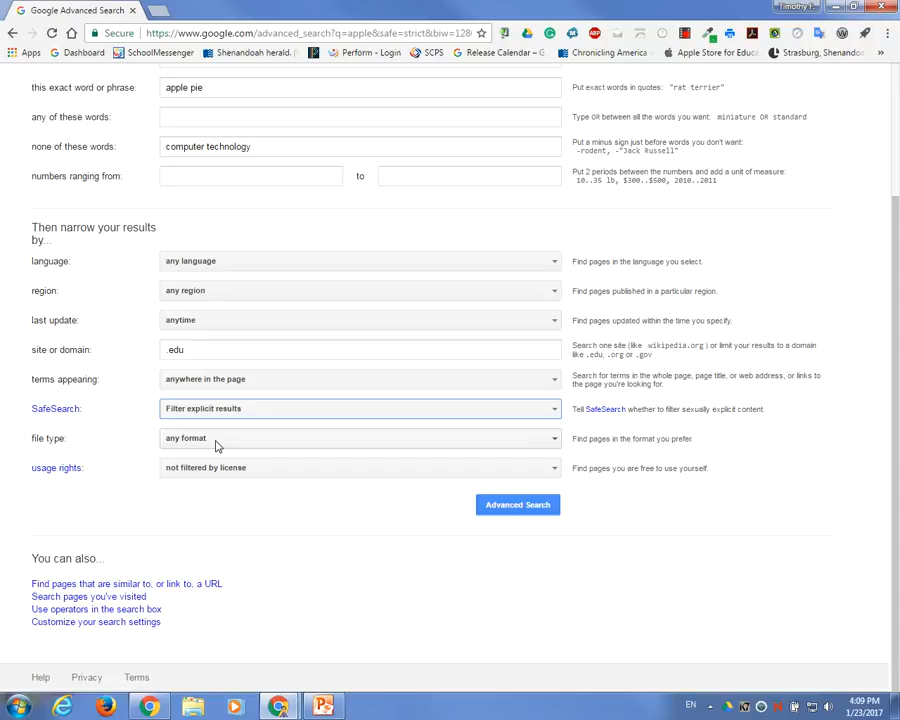 Google Advanced Search
Timothy T.
Secure
https://www.google.com/advanced_search?q=apple&safe=strict&biw=128
Apps
Dashboard
SchoolMessenger
Shenandoah herald.
Perform - Login
SCPS
Google Release Calendar –
Chronicling America
Apple Store for Educ
Strasburg, Shenando
this exact word or phrase:
apple pie
Put exact words in quotes: "rat terrier"
any of these words:
Type OR between all the words you want: miniature OR standard
none of these words:
computer technology
Put a minus sign just before words you don't want:
-rodent, -"Jack Russell"
numbers ranging from:
to
Put 2 periods between the numbers and add a unit of measure:
10..35 lb, $300..$500, 2010..2011
Then narrow your results
by...
language:
any language
Find pages in the language you select.
region:
any region
Find pages published in a particular region.
last update:
anytime
Find pages updated within the time you specify.
site or domain:
.edu
Search one site (like wikipedia.org ) or limit your results to a domain
like .edu, .org or .gov
terms appearing:
anywhere in the page
Search for terms in the whole page, page title, or web address, or links to
the page you're looking for.
SafeSearch:
Filter explicit results
Tell SafeSearch whether to filter sexually explicit content.
file type:
any format
Find pages in the format you prefer.
usage rights:
not filtered by license
Find pages you are free to use yourself.
Advanced Search
You can also...
Find pages that are similar to, or link to, a URL
Search pages you've visited
Use operators in the search box
Customize your search settings
Help
Privacy
Terms
EN
4:09 PM
1/23/2017